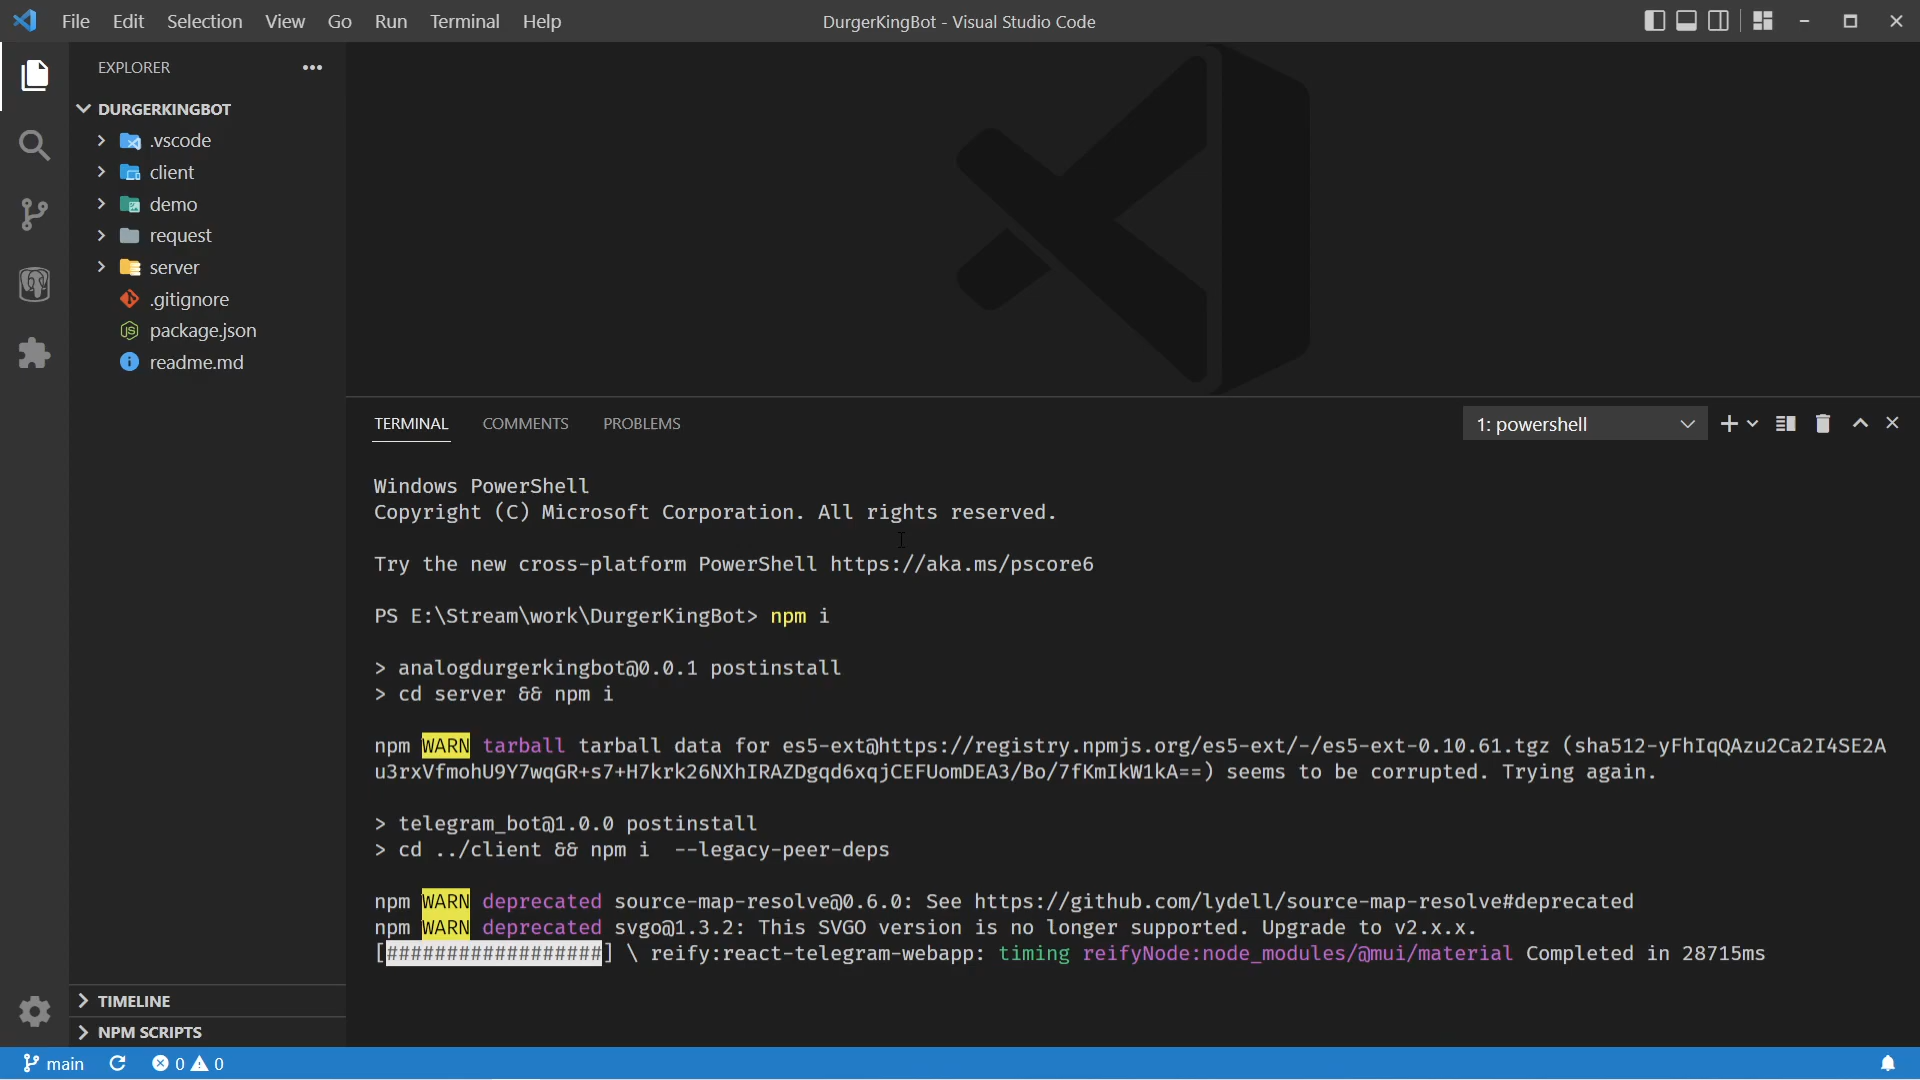 File Edit Selection View Go Run Terminal Help
DurgerKingBot - Visual Studio Code
EXPLORER
DURGERKINGBOT
.vscode
client
demo
request
server
.gitignore
package.json
readme.md
TERMINAL COMMENTS PROBLEMS
1: powershell
Windows PowerShell
Copyright (C) Microsoft Corporation. All rights reserved.
Try the new cross-platform PowerShell https://aka.ms/pscore6
PS E:\Stream\work\DurgerKingBot> npm i
> analogdurgerkingbot@0.0.1 postinstall
> cd server && npm i
npm WARN tarball tarball data for es5-ext@https://registry.npmjs.org/es5-ext/-/es5-ext-0.10.61.tgz (sha512-yFhIqQAzu2Ca2I4SE2A
u3rxVfmohU9Y7wqGR+s7+H7krk26NXhIRAZDgqd6xqjCEFUomDEA3/Bo/7fKmIkW1kA==) seems to be corrupted. Trying again.
> telegram_bot@1.0.0 postinstall
> cd ../client && npm i  --legacy-peer-deps
npm WARN deprecated source-map-resolve@0.6.0: See https://github.com/lydell/source-map-resolve#deprecated
npm WARN deprecated svgo@1.3.2: This SVGO version is no longer supported. Upgrade to v2.x.x.
[##################] \ reify:react-telegram-webapp: timing reifyNode:node_modules/@mui/material Completed in 28715ms
TIMELINE
NPM SCRIPTS
main 0 0